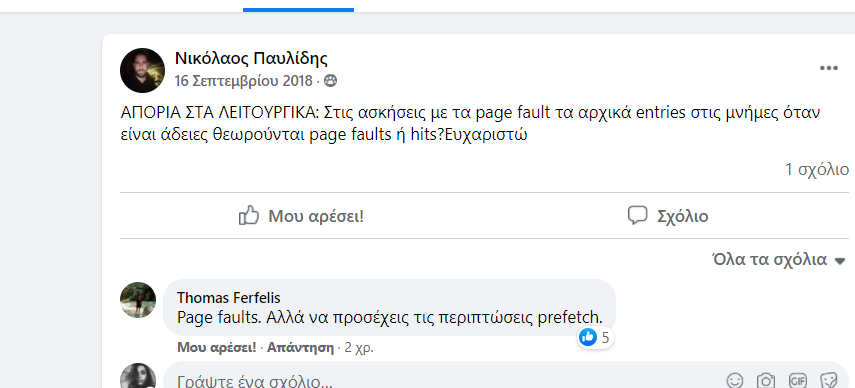 Νικόλαος Παυλίδης
16 Σεπτεμβρίου 2018 ·
ΑΠΟΡΙΑ ΣΤΑ ΛΕΙΤΟΥΡΓΙΚΑ: Στις ασκήσεις με τα page fault τα αρχικά entries στις μνήμες όταν
είναι άδειες θεωρούνται page faults ή hits?Ευχαριστώ
1 σχόλιο
Μου αρέσει!
Σχόλιο
Όλα τα σχόλια
Thomas Ferfelis
Page faults. Αλλά να προσέχεις τις περιπτώσεις prefetch.
5
Μου αρέσει! · Απάντηση · 2 χρ.
Γράψτε ένα σχόλιο...
GIF